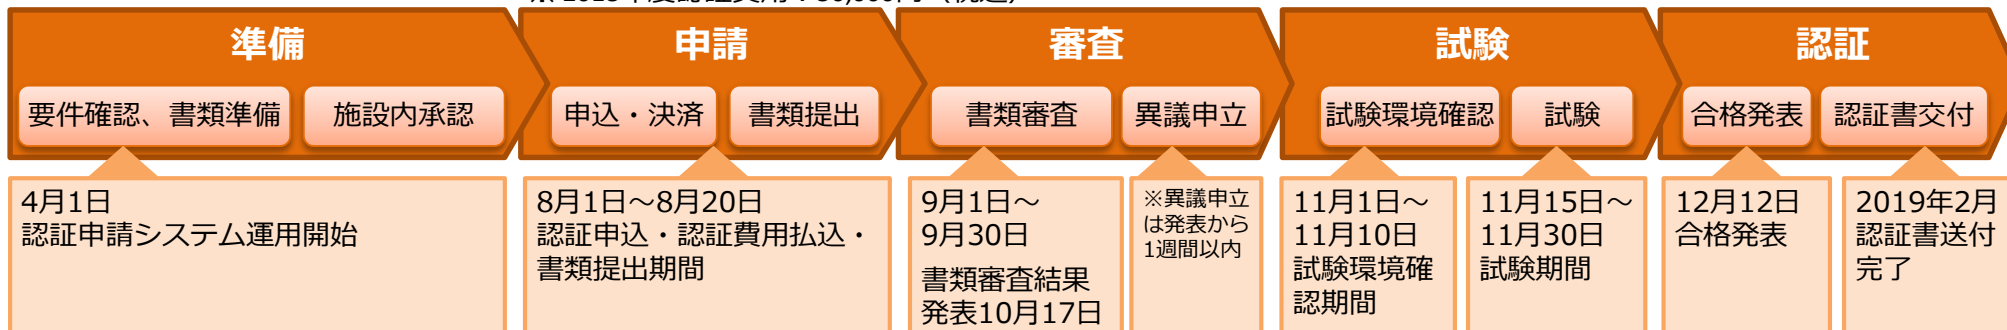 準備
申請
審査
試験
認証
要件確認、書類準備
施設内承認
申込・決済
書類提出
書類審査
異議申立
試験環境確認
試験
合格発表
認証書交付
4月1日
認証申請システム運用開始
8月1日～8月20日
認証申込・認証費用払込・
書類提出期間
9月1日～
9月30日
書類審査結果
発表10月17日
※異議申立
は発表から
1週間以内
11月1日～
11月10日
試験環境確
認期間
11月15日～
11月30日
試験期間
12月12日
合格発表
2019年2月
認証書送付
完了